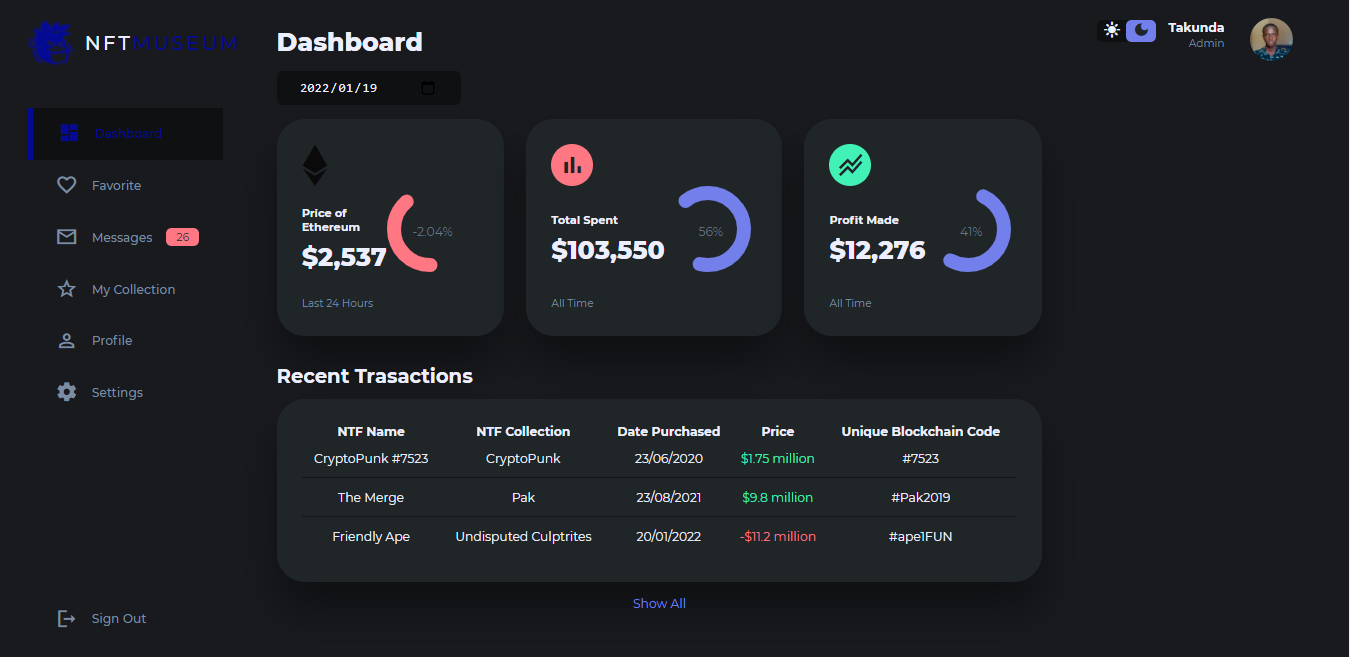 NFTMUSEUM
Dashboard
Favorite
Messages 26
My Collection
Profile
Settings
Sign Out
Dashboard
2022/01/19
Takunda
Admin
Price of
Ethereum
$2,537
-2.04%
Last 24 Hours
Total Spent
$103,550
56%
All Time
Profit Made
$12,276
41%
All Time
Recent Trasactions
NTF Name NTF Collection Date Purchased Price Unique Blockchain Code
CryptoPunk #7523 CryptoPunk 23/06/2020 $1.75 million #7523
The Merge Pak 23/08/2021 $9.8 million #Pak2019
Friendly Ape Undisputed Culptrites 20/01/2022 -$11.2 million #ape1FUN
Show All